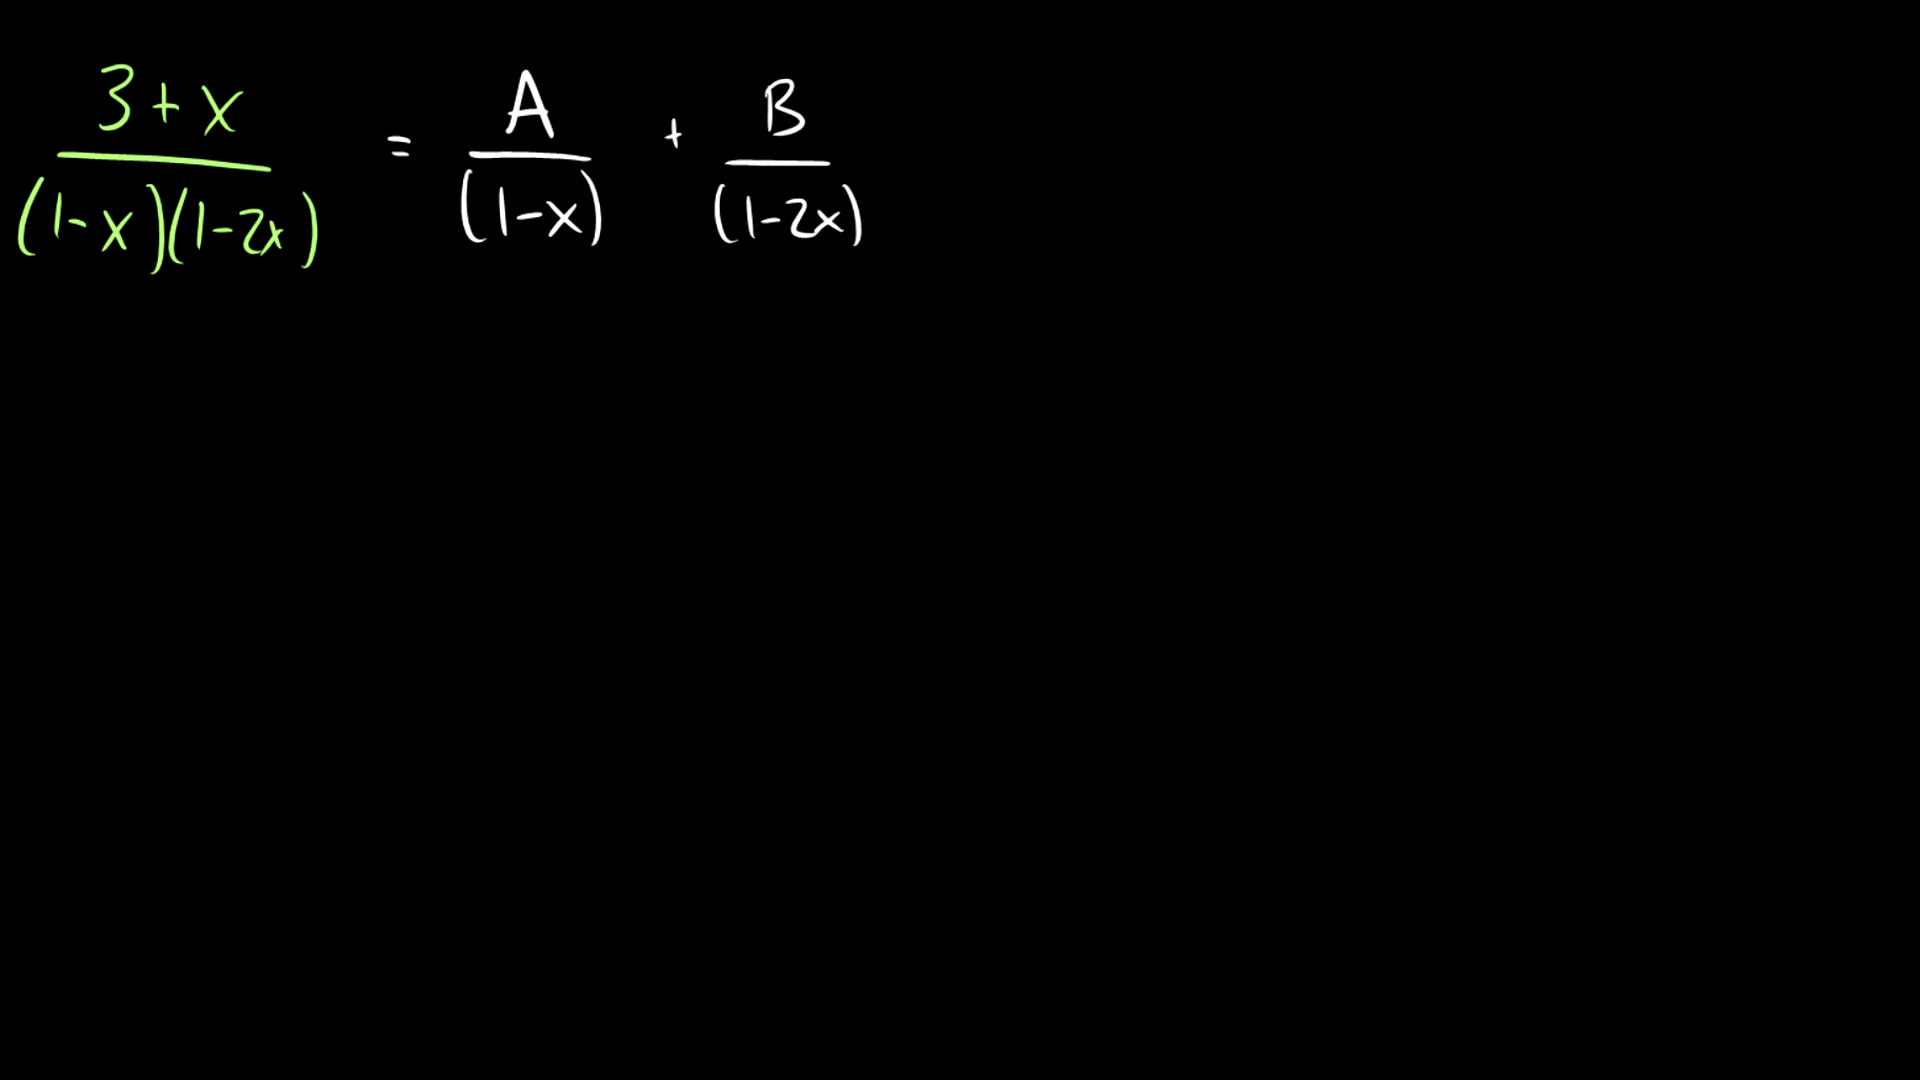 3 + x / (1-x)(1-2x) = A / (1-x) + B / (1-2x)